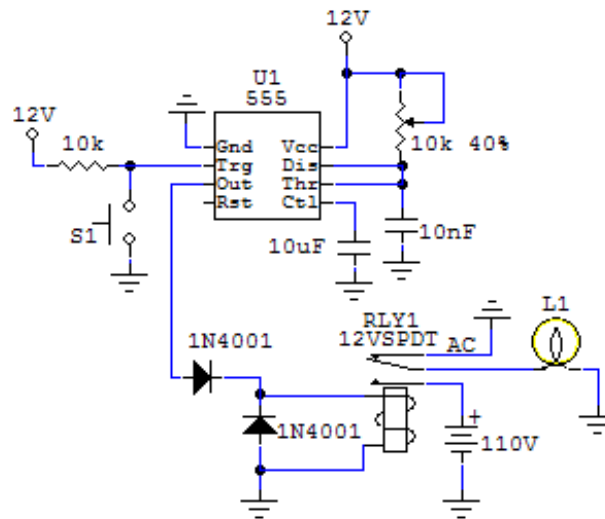 12V
U1
555
12V
10k
Gnd
Trg
Out
Rst
Vcc
Dis
Thr
Ctl
10k 40%
S1
10uF
10nF
1N4001
1N4001
RLY1
12VSPDT
AC
L1
+
110V